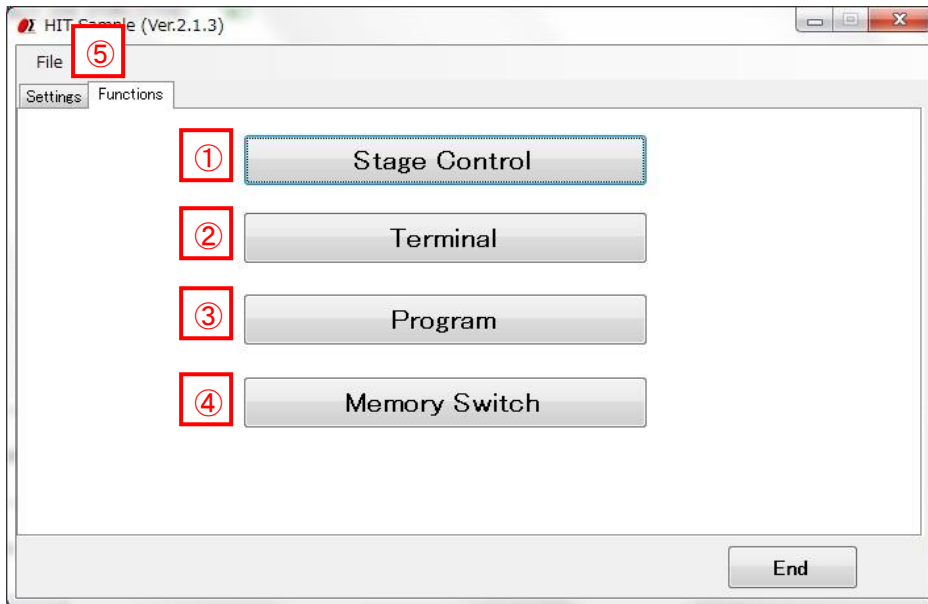 HIT Sample (Ver.2.1.3)
File
⑤
Settings Functions
① Stage Control
② Terminal
③ Program
④ Memory Switch
End